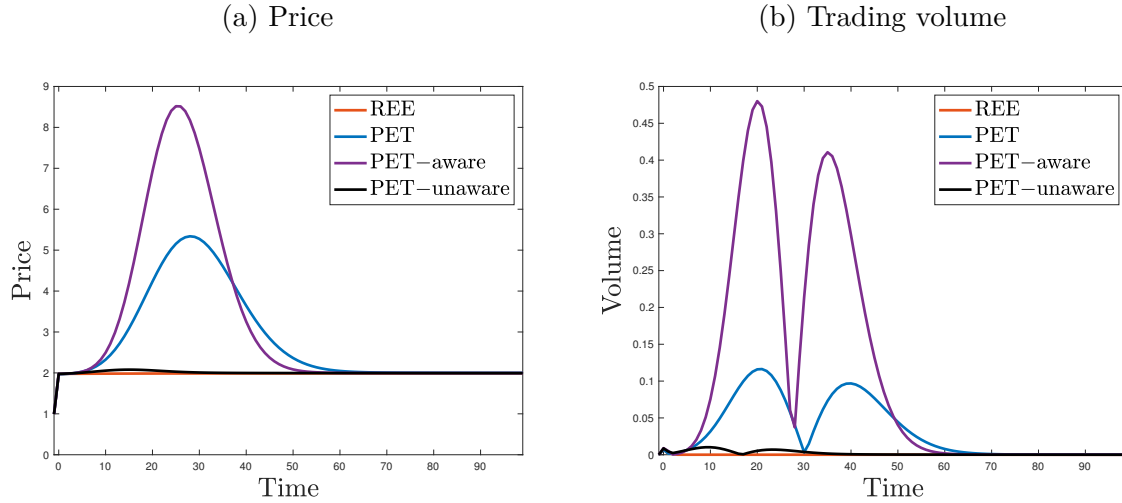 (a) Price
9
8
7
6
5
4
3
2
1
0
Price
0 10 20 30 40 50 60 70 80 90
Time
REE
PET
PET−aware
PET−unaware
(b) Trading volume
0.5
0.45
0.4
0.35
0.3
0.25
0.2
0.15
0.1
0.05
0
Volume
0 10 20 30 40 50 60 70 80 90
Time
REE
PET
PET−aware
PET−unaware